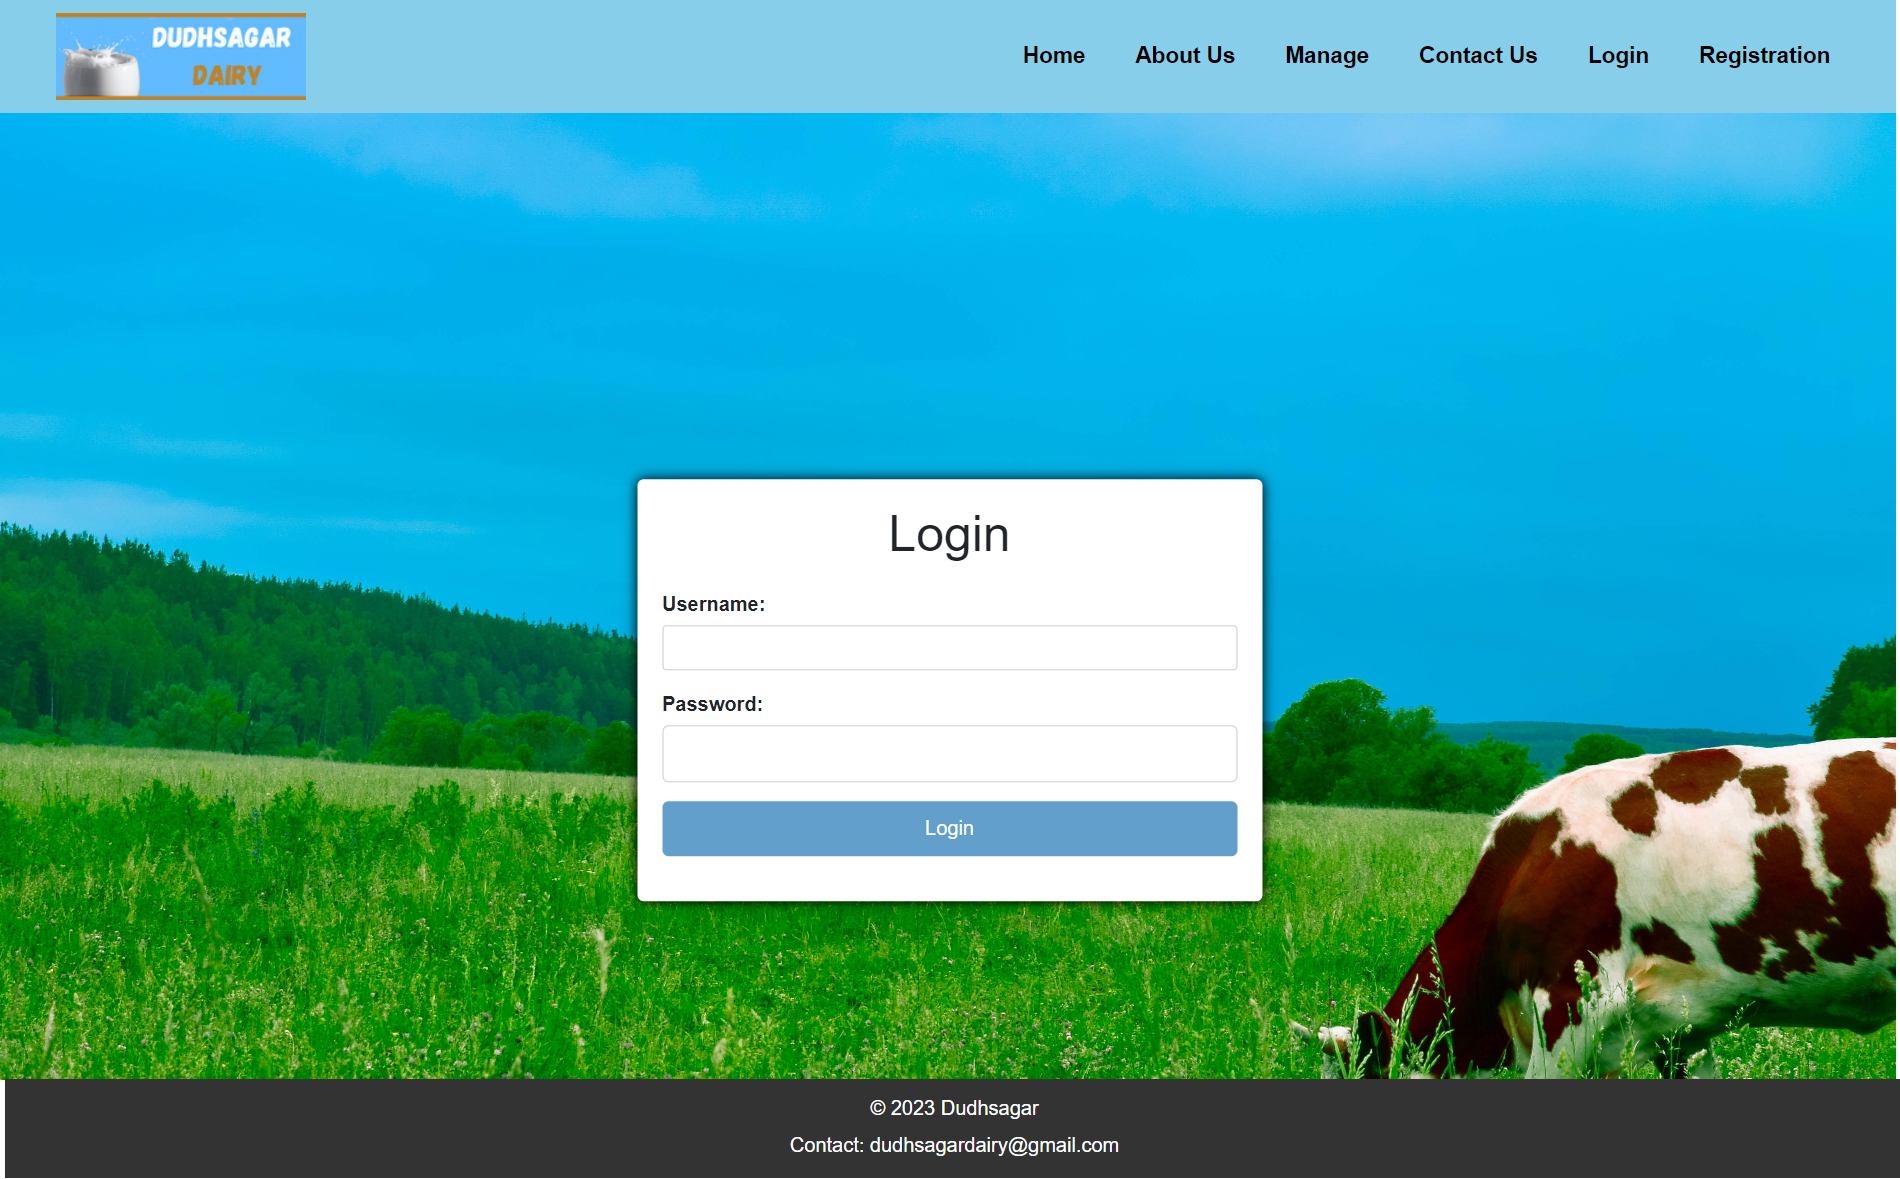 DUDHSAGAR
DAIRY
Home About Us Manage Contact Us Login Registration
Login
Username:
Password:
Login
© 2023 Dudhsagar
Contact: dudhsagardairy@gmail.com